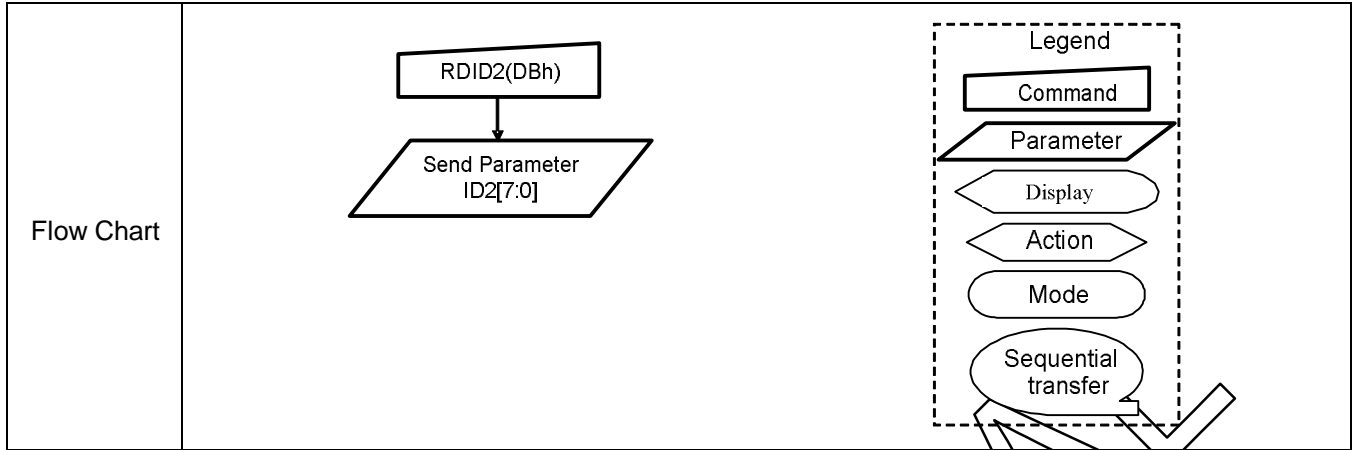 Flow Chart
RDID2(DBh)
Send Parameter
ID2[7:0]
Legend
Command
Parameter
Display
Action
Mode
Sequential
transfer